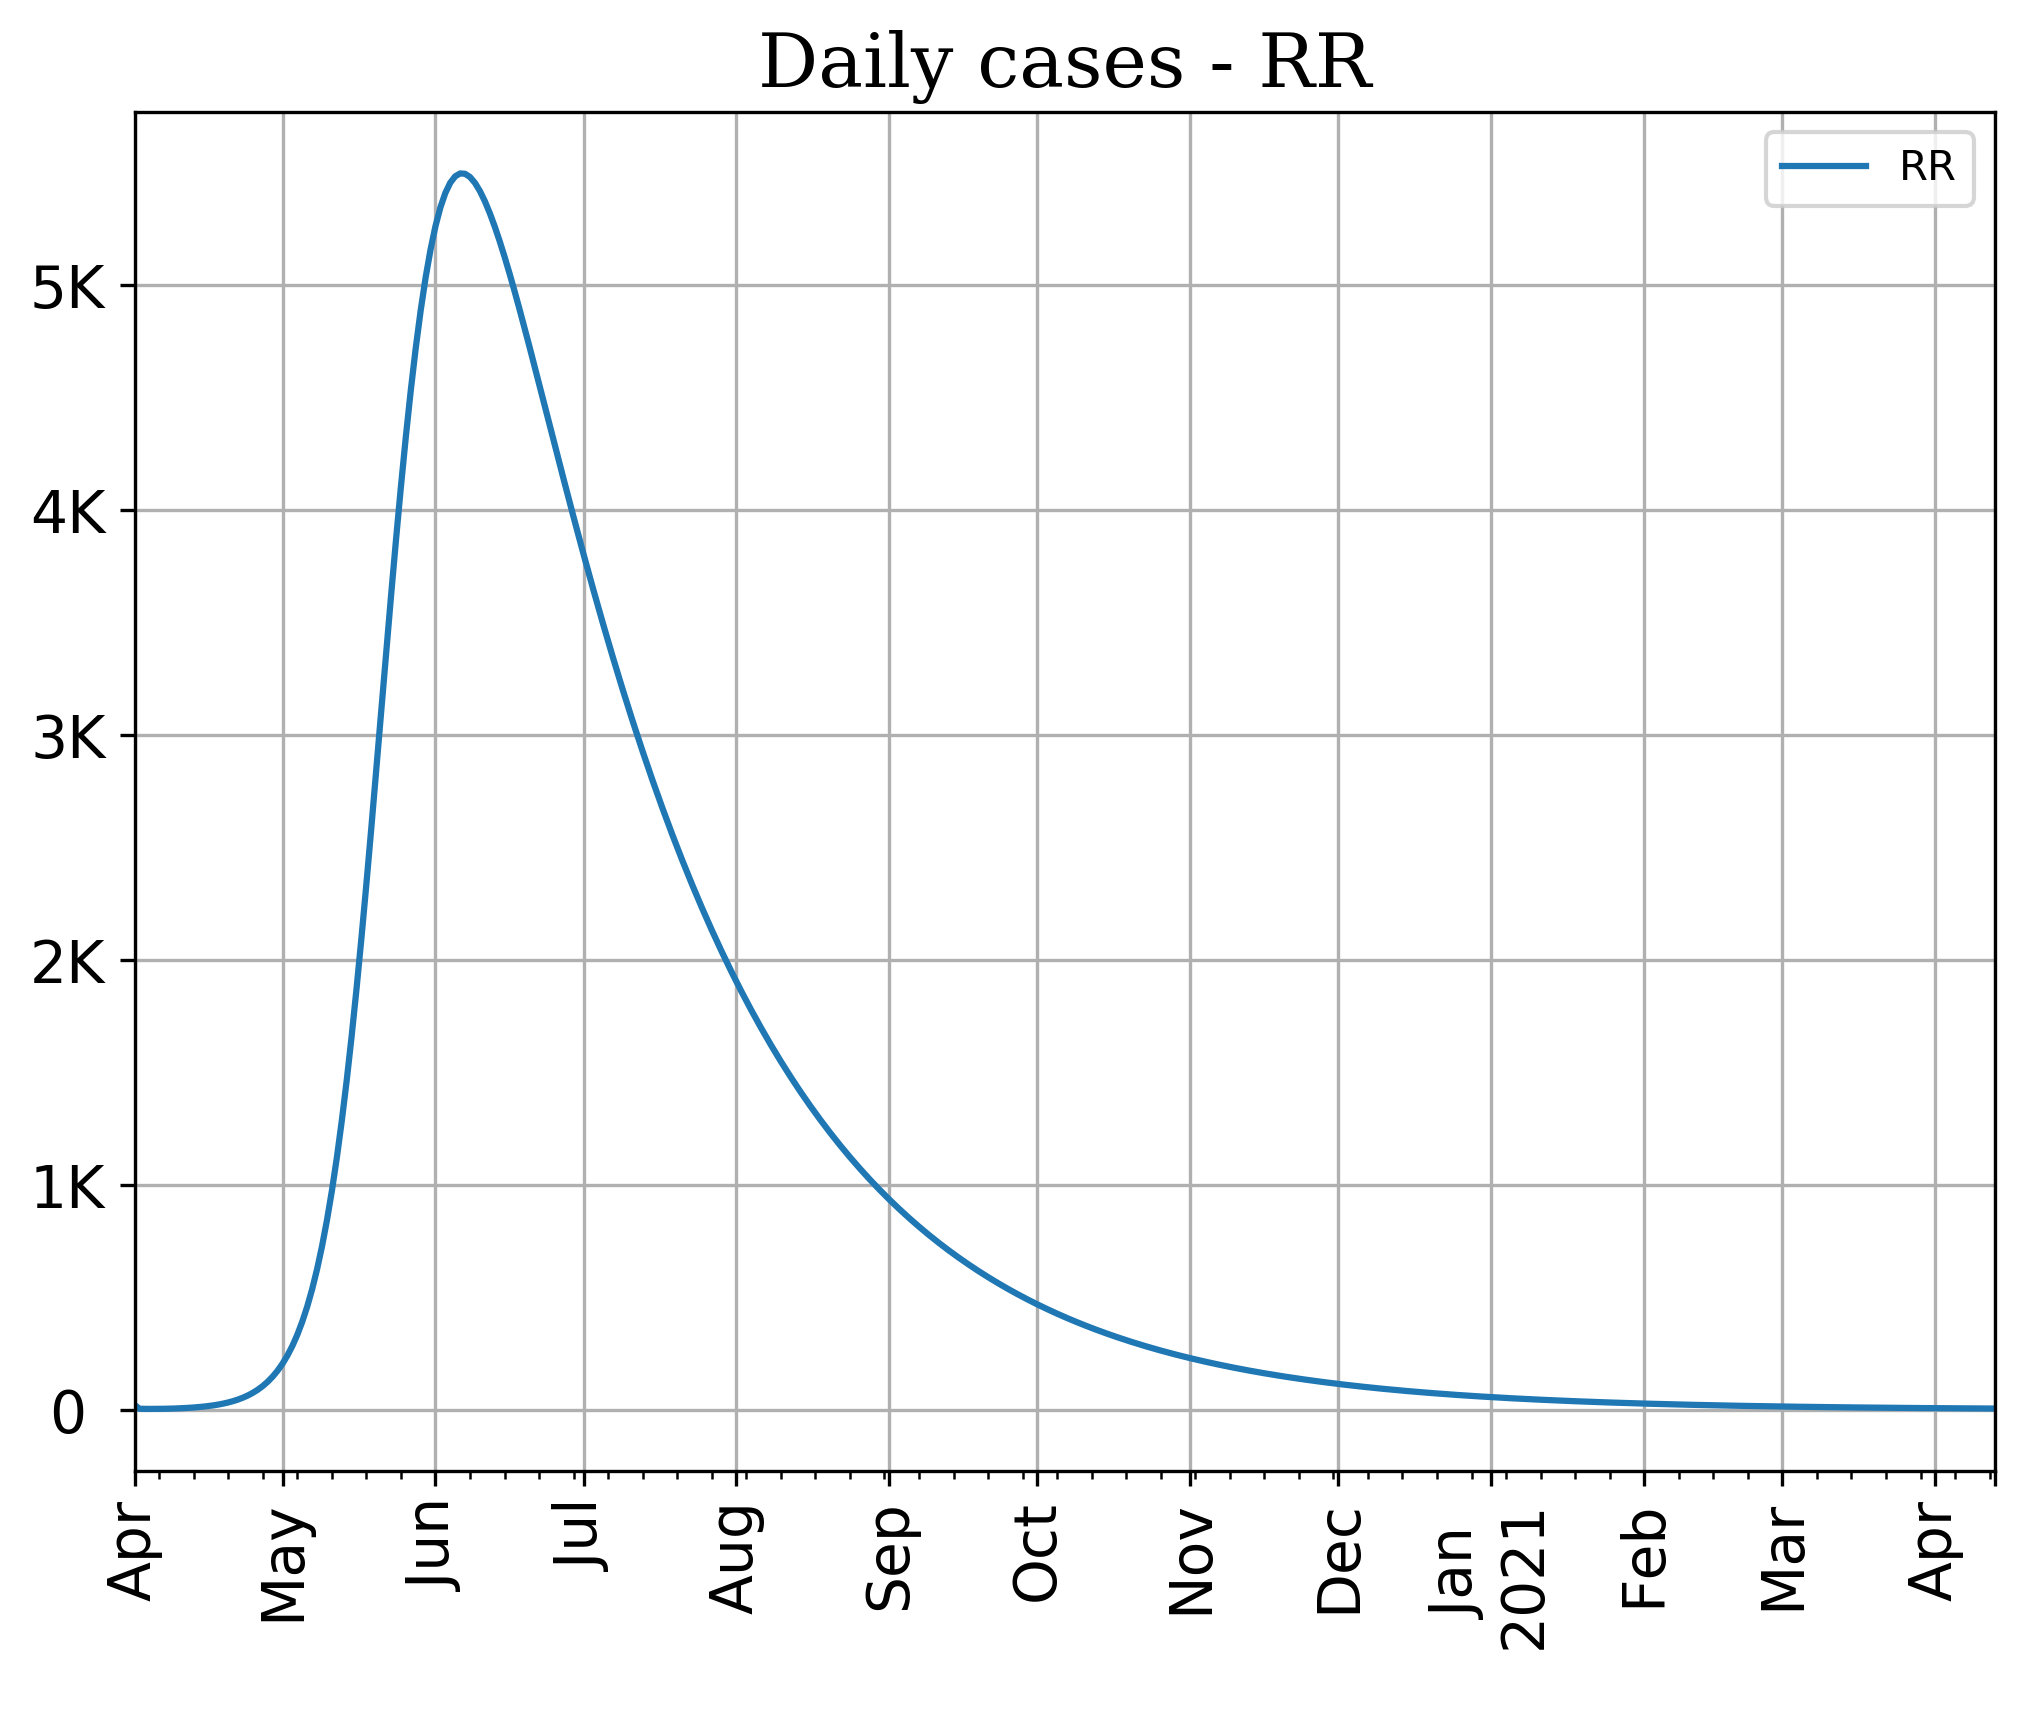 Daily cases - RR
RR
5K
4K
3K
2K
1K
0
Apr
May
Jun
Jul
Aug
Sep
Oct
Nov
Dec
Jan
2021
Feb
Mar
Apr